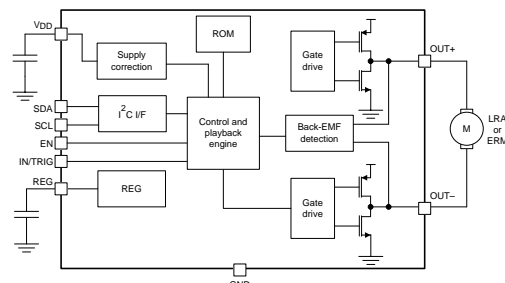 VDD
Supply
correction
ROM
Gate
drive
OUT+
SDA
SCL
I2C I/F
Control and
playback
engine
Back-EMF
detection
M
LRA
or
ERM
EN
IN/TRIG
REG
REG
Gate
drive
OUT–
GND